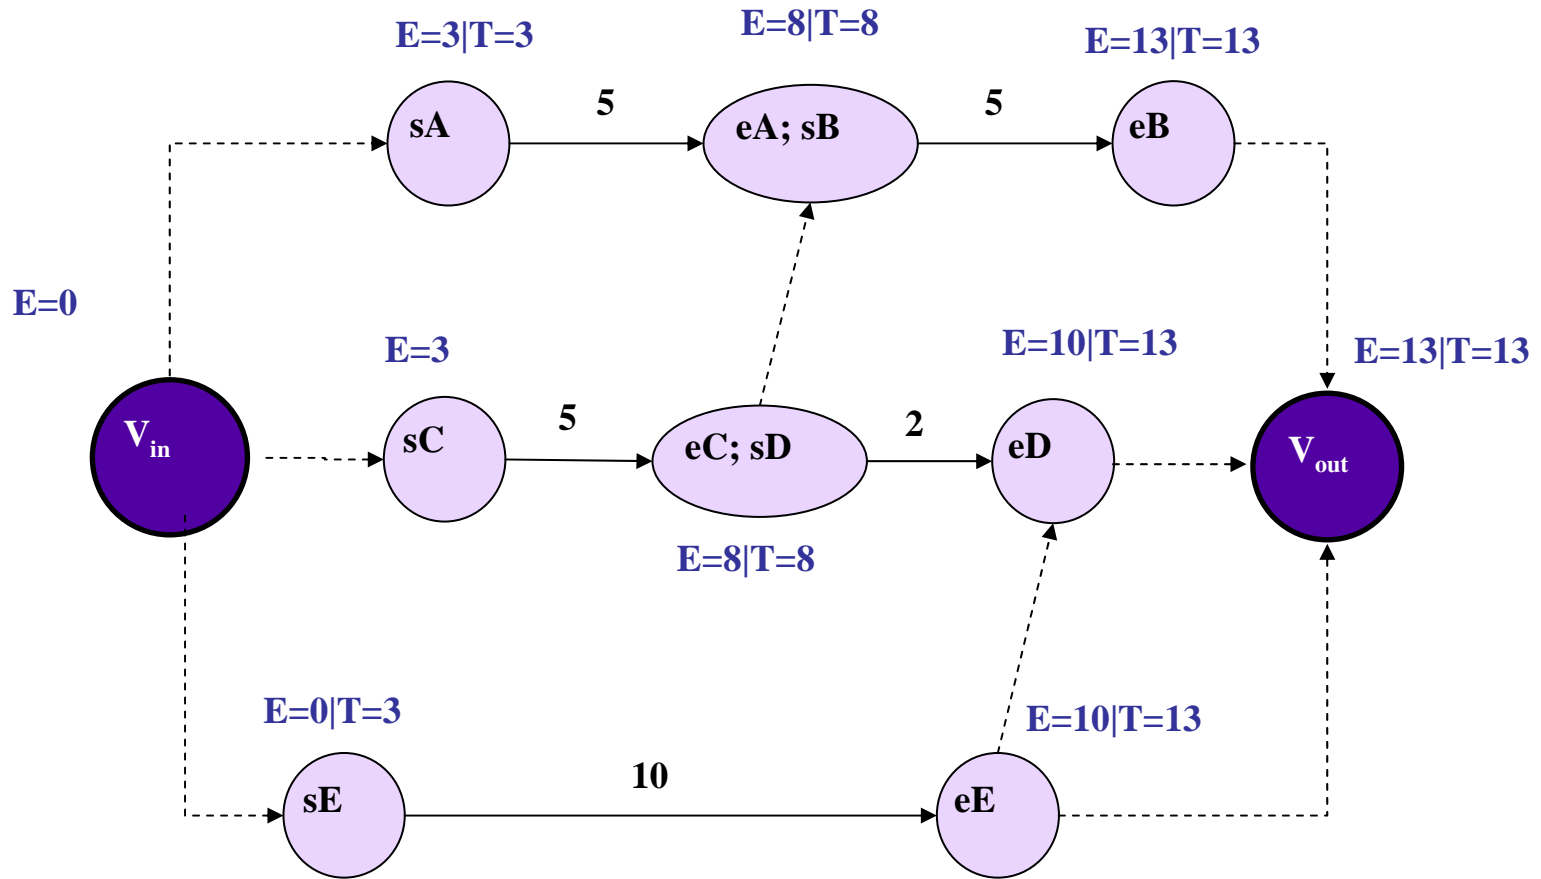 E=3|T=3
E=8|T=8
E=13|T=13
sA
5
eA; sB
5
eB
E=0
E=3
E=10|T=13
E=13|T=13
Vin
sC
5
eC; sD
2
eD
Vout
E=8|T=8
E=0|T=3
E=10|T=13
10
sE
eE